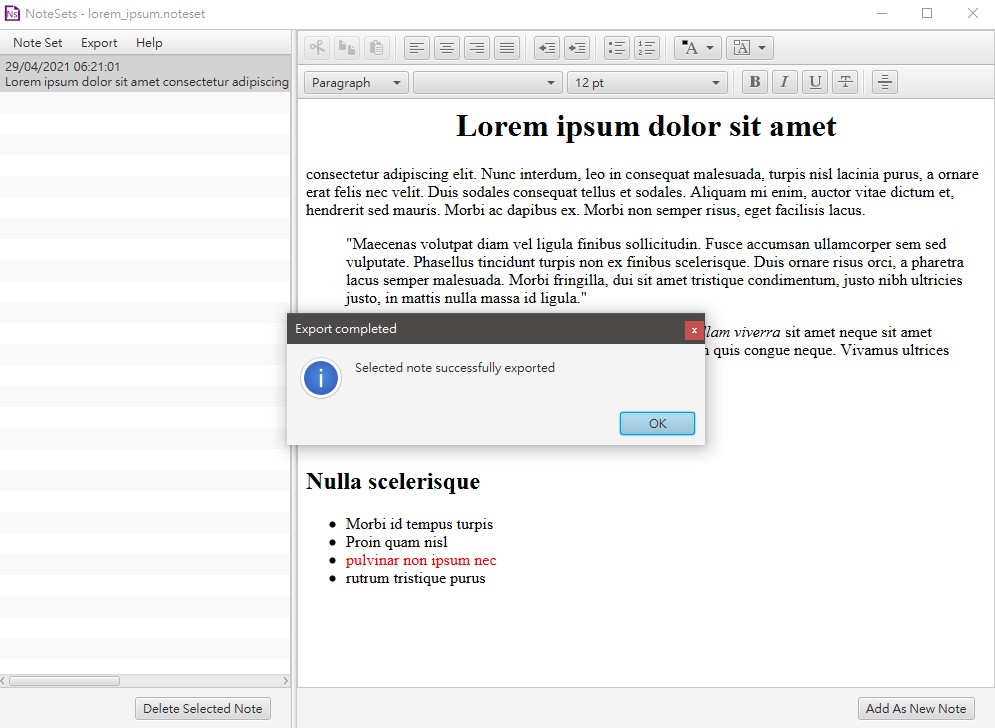 Ns NoteSets - lorem_ipsum.noteset
Note Set Export Help
29/04/2021 06:21:01
Lorem ipsum dolor sit amet consectetur adipiscing
Delete Selected Note
A A
Paragraph 12 pt B I U T
Lorem ipsum dolor sit amet
consectetur adipiscing elit. Nunc interdum, leo in consequat malesuada, turpis nisl lacinia purus, a ornare
erat felis nec velit. Duis sodales consequat tellus et sodales. Aliquam mi enim, auctor vitae dictum et,
hendrerit sed mauris. Morbi ac dapibus ex. Morbi non semper risus, eget facilisis lacus.
"Maecenas volutpat diam vel ligula finibus sollicitudin. Fusce accumsan ullamcorper sem sed
vulputate. Phasellus tincidunt turpis non ex finibus scelerisque. Duis ornare risus orci, a pharetra
lacus semper malesuada. Morbi fringilla, dui sit amet tristique condimentum, justo nibh ultricies
justo, in mattis nulla massa id ligula."
viverra sit amet neque sit amet
quis congue neque. Vivamus ultrices
Export completed x
Selected note successfully exported
OK
Nulla scelerisque
• Morbi id tempus turpis
• Proin quam nisl
• pulvinar non ipsum nec
• rutrum tristique purus
Add As New Note